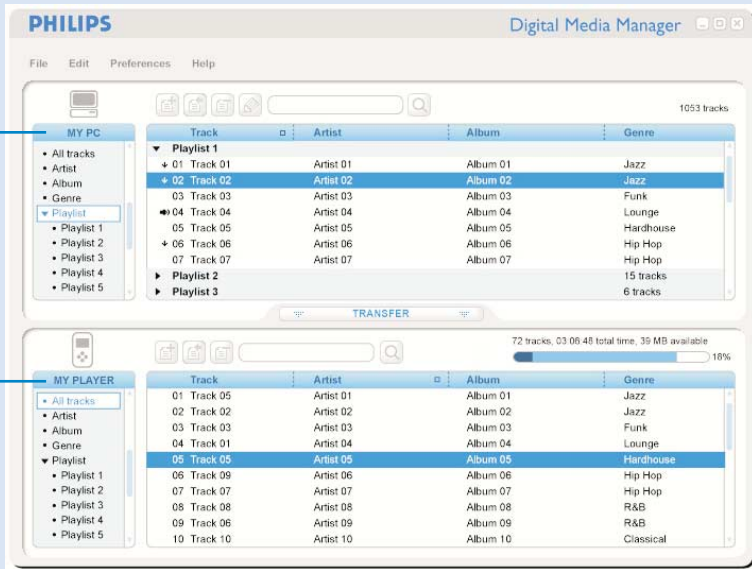 PHILIPS Digital Media Manager
File Edit Preferences Help
1053 tracks
MY PC
• All tracks
• Artist
• Album
• Genre
Playlist
• Playlist 1
• Playlist 2
• Playlist 3
• Playlist 4
• Playlist 5
Track Artist Album Genre
Playlist 1
01 Track 01 Artist 01 Album 01 Jazz
02 Track 02 Artist 02 Album 02 Jazz
03 Track 03 Artist 03 Album 03 Funk
04 Track 04 Artist 04 Album 04 Lounge
05 Track 05 Artist 05 Album 05 Hardhouse
06 Track 06 Artist 06 Album 06 Hip Hop
07 Track 07 Artist 07 Album 07 Hip Hop
Playlist 2 15 tracks
Playlist 3 6 tracks
TRANSFER
72 tracks, 03 06 48 total time, 39 MB available
18%
MY PLAYER
• All tracks
• Artist
• Album
• Genre
Playlist
• Playlist 1
• Playlist 2
• Playlist 3
• Playlist 4
• Playlist 5
Track Artist Album Genre
01 Track 05 Artist 01 Album 01 Jazz
02 Track 02 Artist 02 Album 02 Jazz
03 Track 03 Artist 03 Album 03 Funk
04 Track 01 Artist 04 Album 04 Lounge
05 Track 05 Artist 05 Album 05 Hardhouse
06 Track 09 Artist 06 Album 06 Hip Hop
07 Track 07 Artist 07 Album 07 Hip Hop
08 Track 08 Artist 08 Album 08 R&B
09 Track 06 Artist 09 Album 09 R&B
10 Track 10 Artist 10 Album 10 Classical